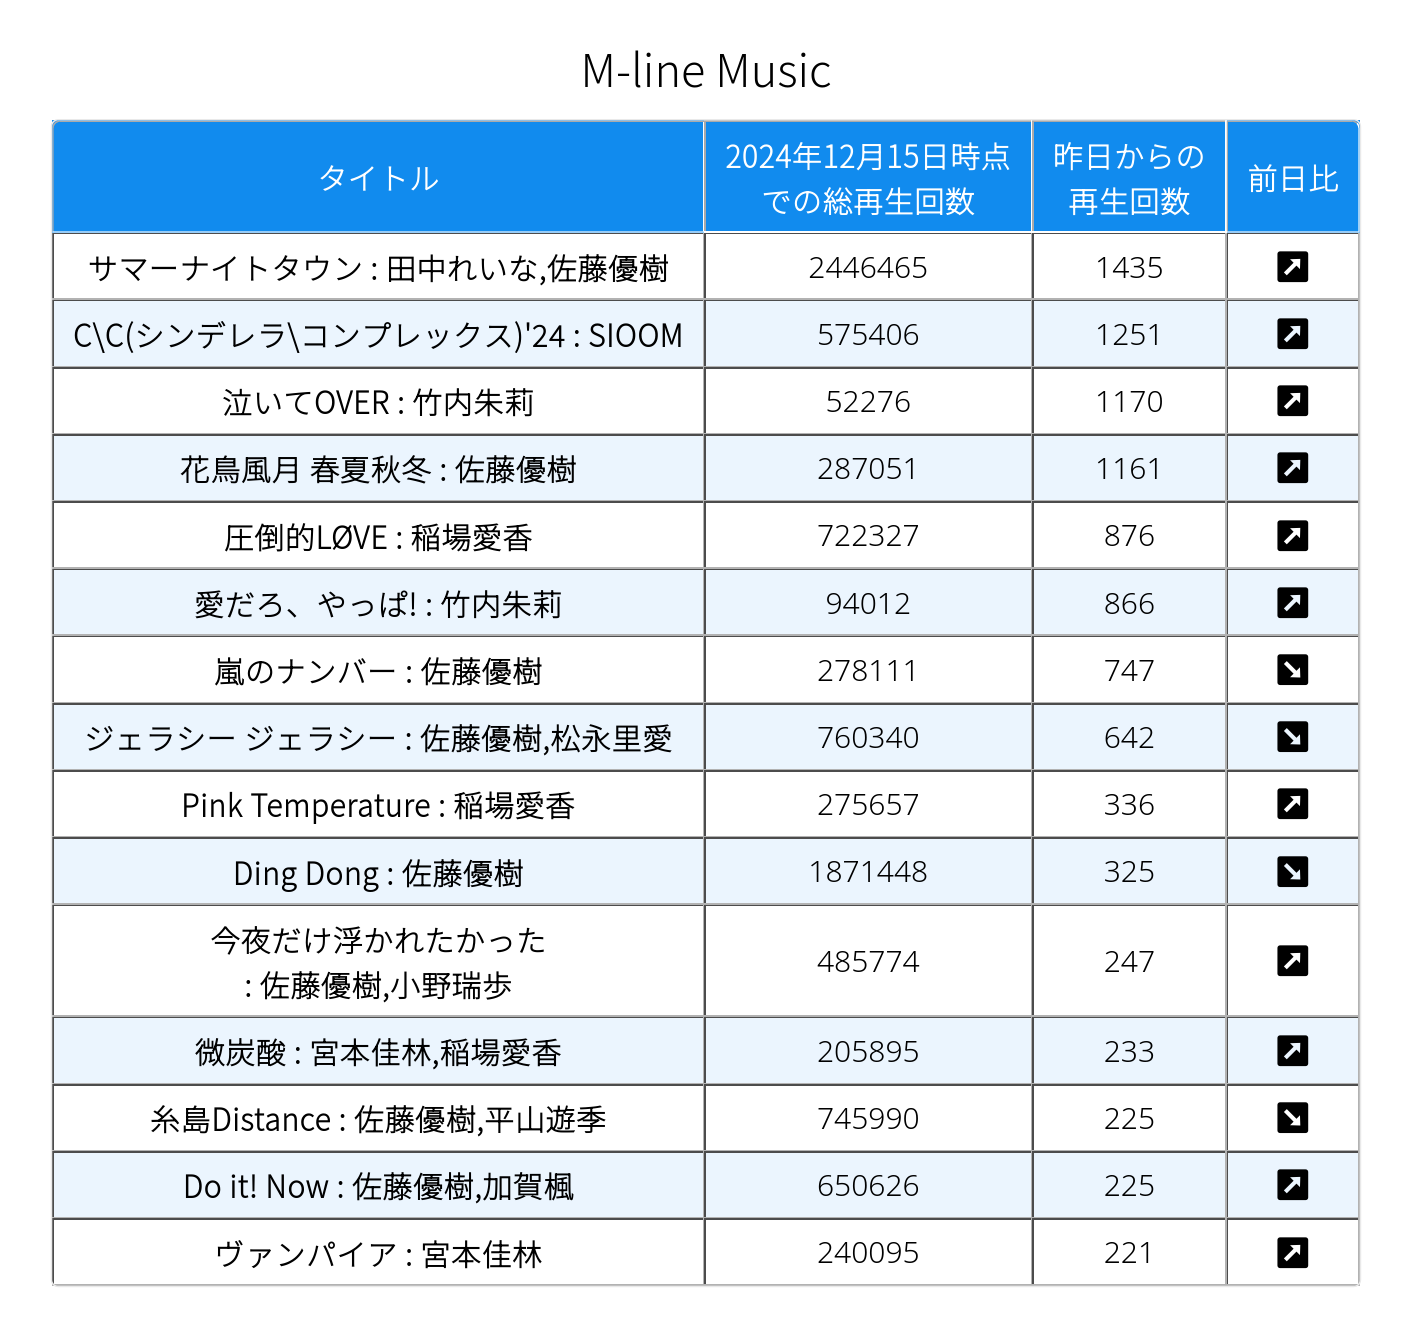 M-line Music
タイトル 2024年12月15日時点での総再生回数 昨日からの再生回数 前日比
サマーナイトタウン : 田中れいな,佐藤優樹 2446465 1435 ↗
C\C(シンデレラ\コンプレックス)'24 : SIOOM 575406 1251 ↗
泣いてOVER : 竹内朱莉 52276 1170 ↗
花鳥風月 春夏秋冬 : 佐藤優樹 287051 1161 ↗
圧倒的LØVE : 稲場愛香 722327 876 ↗
愛だろ、やっぱ! : 竹内朱莉 94012 866 ↗
嵐のナンバー : 佐藤優樹 278111 747 ↘
ジェラシー ジェラシー : 佐藤優樹,松永里愛 760340 642 ↘
Pink Temperature : 稲場愛香 275657 336 ↗
Ding Dong : 佐藤優樹 1871448 325 ↘
今夜だけ浮かれたかった
: 佐藤優樹,小野瑞歩 485774 247 ↗
微炭酸 : 宮本佳林,稲場愛香 205895 233 ↗
糸島Distance : 佐藤優樹,平山遊季 745990 225 ↘
Do it! Now : 佐藤優樹,加賀楓 650626 225 ↗
ヴァンパイア : 宮本佳林 240095 221 ↗